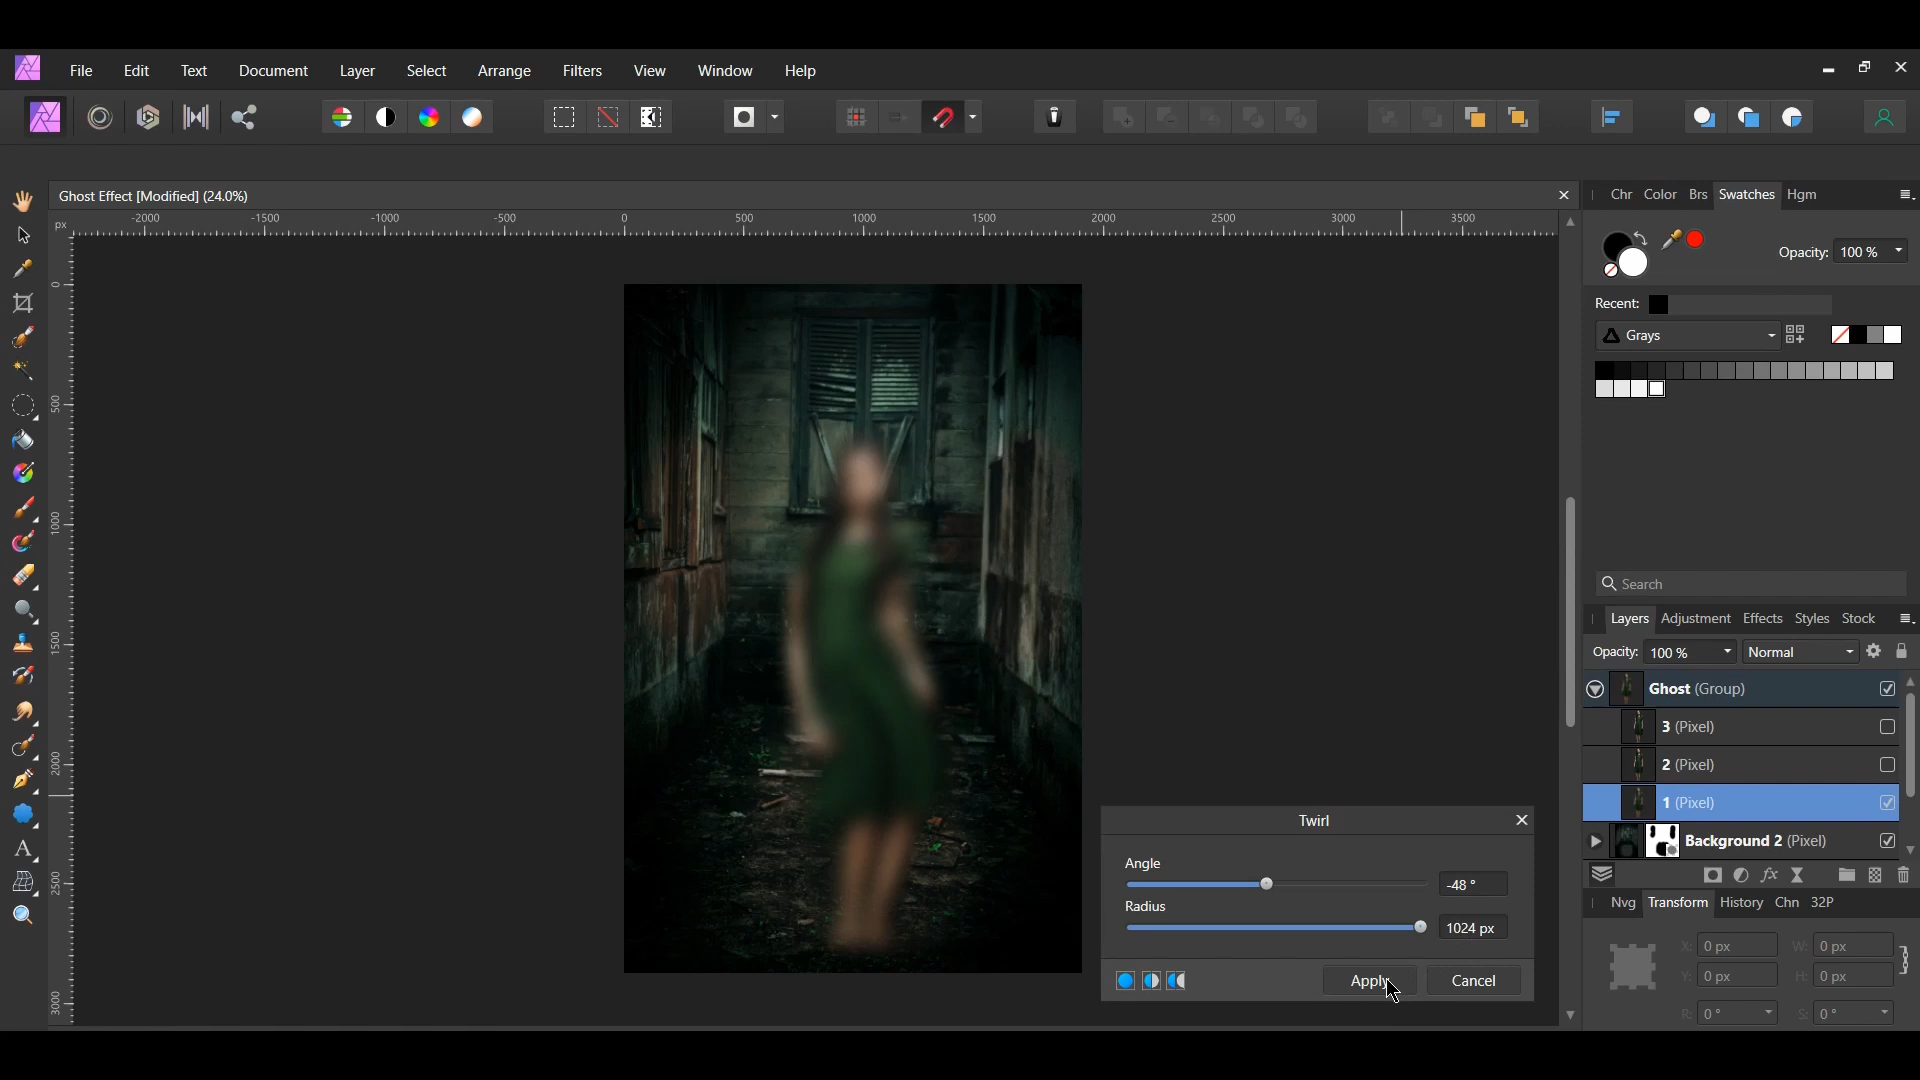 File Edit Text Document Layer Select Arrange Filters View Window Help
Ghost Effect [Modified] (24.0%)
Chr Color Brs Swatches Hgm
px -2000 -1500 -1000 -500 0 500 1000 1500 2000 2500 3000 3500
0
500
1000
1500
2000
2500
3000
Opacity: 100 %
Recent:
Grays
Search
Layers Adjustment Effects Styles Stock
Opacity: 100 % Normal
Ghost (Group)
3 (Pixel)
2 (Pixel)
1 (Pixel)
Background 2 (Pixel)
Twirl
Angle
-48 °
Radius
1024 px
Apply Cancel
Nvg Transform History Chn 32P
X: 0 px W: 0 px
Y: 0 px H: 0 px
R: 0 ° S: 0 °